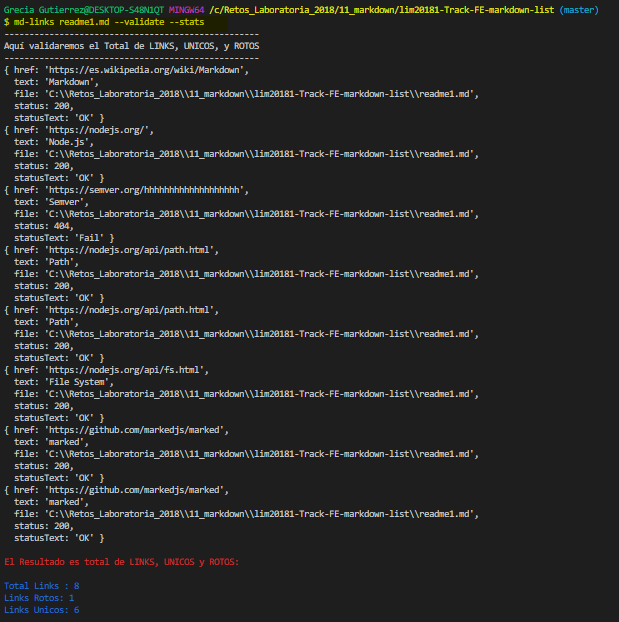 Grecia Gutierrez@DESKTOP-S48N1QT MINGW64 /c/Retos_Laboratoria_2018/11_markdown/lim20181-Track-FE-markdown-list (master)
$ md-links readme1.md --validate --stats
--------------------------------------------------
Aquí validaremos el Total de LINKS, UNICOS, y ROTOS
--------------------------------------------------
{ href: 'https://es.wikipedia.org/wiki/Markdown',
  text: 'Markdown',
  file: 'C:\\Retos_Laboratoria_2018\\11_markdown\\lim20181-Track-FE-markdown-list\\readme1.md',
  status: 200,
  statusText: 'OK' }
{ href: 'https://nodejs.org/',
  text: 'Node.js',
  file: 'C:\\Retos_Laboratoria_2018\\11_markdown\\lim20181-Track-FE-markdown-list\\readme1.md',
  status: 200,
  statusText: 'OK' }
{ href: 'https://semver.org/hhhhhhhhhhhhhhhhhhh',
  text: 'Semver',
  file: 'C:\\Retos_Laboratoria_2018\\11_markdown\\lim20181-Track-FE-markdown-list\\readme1.md',
  status: 404,
  statusText: 'Fail' }
{ href: 'https://nodejs.org/api/path.html',
  text: 'Path',
  file: 'C:\\Retos_Laboratoria_2018\\11_markdown\\lim20181-Track-FE-markdown-list\\readme1.md',
  status: 200,
  statusText: 'OK' }
{ href: 'https://nodejs.org/api/path.html',
  text: 'Path',
  file: 'C:\\Retos_Laboratoria_2018\\11_markdown\\lim20181-Track-FE-markdown-list\\readme1.md',
  status: 200,
  statusText: 'OK' }
{ href: 'https://nodejs.org/api/fs.html',
  text: 'File System',
  file: 'C:\\Retos_Laboratoria_2018\\11_markdown\\lim20181-Track-FE-markdown-list\\readme1.md',
  status: 200,
  statusText: 'OK' }
{ href: 'https://github.com/markedjs/marked',
  text: 'marked',
  file: 'C:\\Retos_Laboratoria_2018\\11_markdown\\lim20181-Track-FE-markdown-list\\readme1.md',
  status: 200,
  statusText: 'OK' }
{ href: 'https://github.com/markedjs/marked',
  text: 'marked',
  file: 'C:\\Retos_Laboratoria_2018\\11_markdown\\lim20181-Track-FE-markdown-list\\readme1.md',
  status: 200,
  statusText: 'OK' }
El Resultado es total de LINKS, UNICOS y ROTOS:
Total Links : 8
Links Rotos: 1
Links Unicos: 6